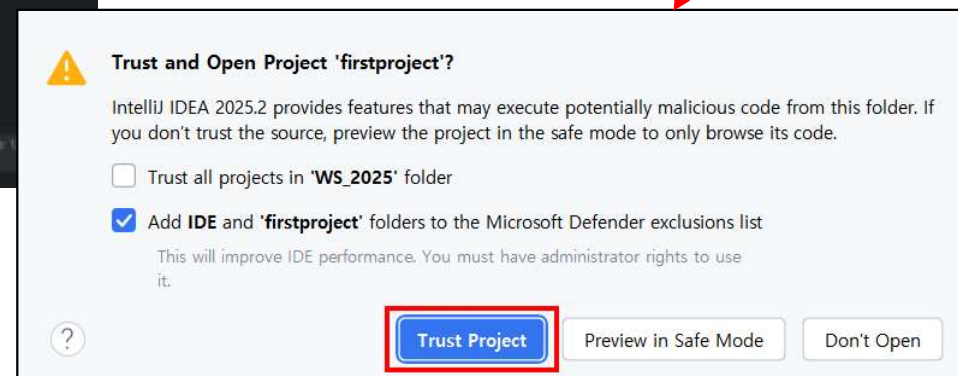 Trust and Open Project 'firstproject'?
IntelliJ IDEA 2025.2 provides features that may execute potentially malicious code from this folder. If
you don't trust the source, preview the project in the safe mode to only browse its code.
Trust all projects in 'WS_2025' folder
Add IDE and 'firstproject' folders to the Microsoft Defender exclusions list
This will improve IDE performance. You must have administrator rights to use
it.
?
Trust Project
Preview in Safe Mode
Don't Open